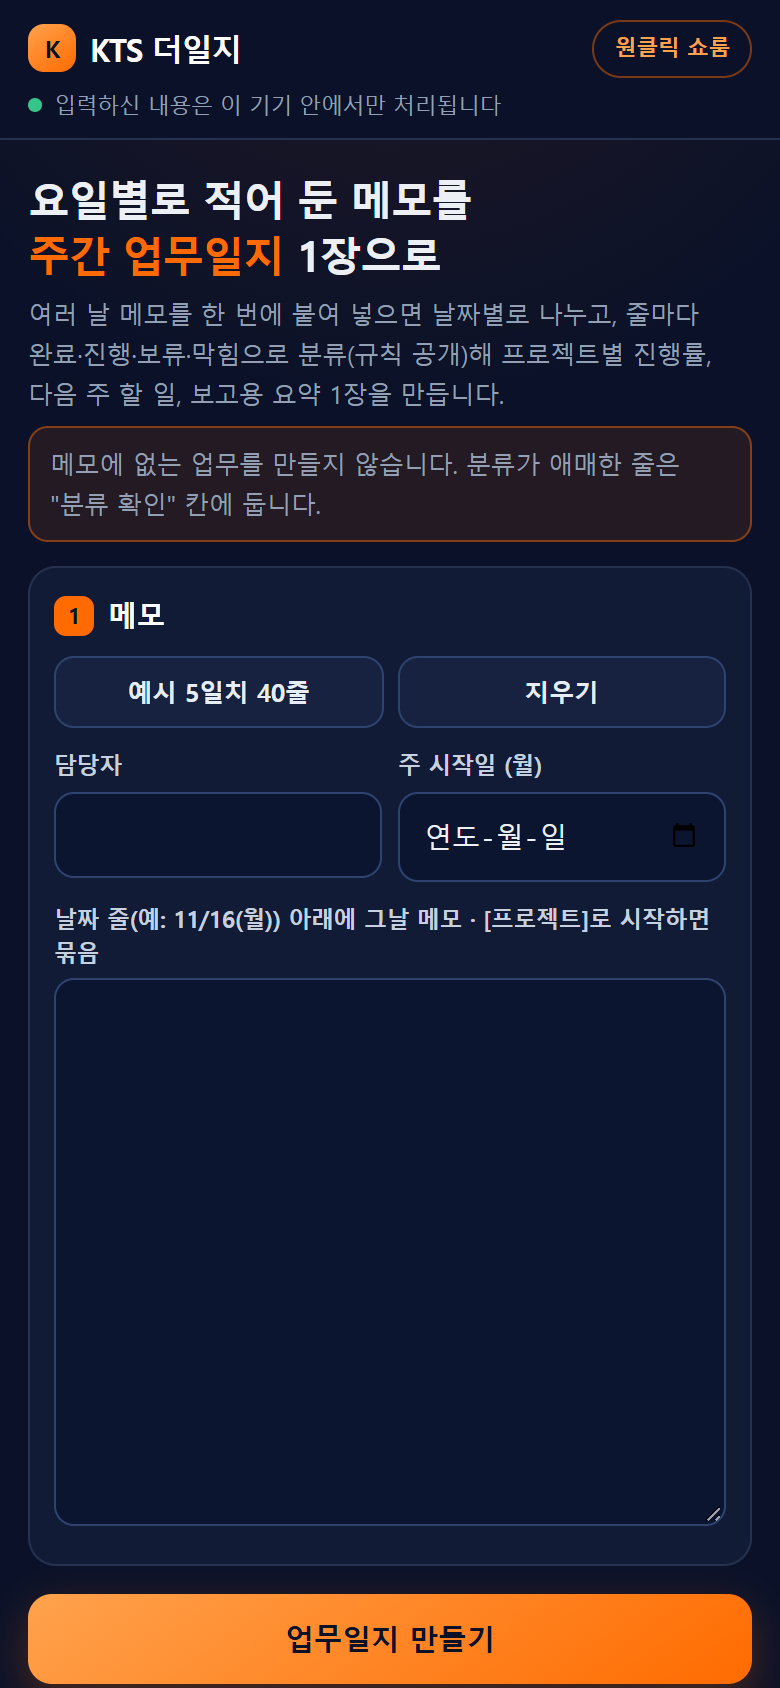 K KTS 더일지 원클릭 쇼룸
입력하신 내용은 이 기기 안에서만 처리됩니다
요일별로 적어 둔 메모를
주간 업무일지 1장으로
여러 날 메모를 한 번에 붙여 넣으면 날짜별로 나누고, 줄마다
완료·진행·보류·막힘으로 분류(규칙 공개)해 프로젝트별 진행률,
다음 주 할 일, 보고용 요약 1장을 만듭니다.
메모에 없는 업무를 만들지 않습니다. 분류가 애매한 줄은
"분류 확인" 칸에 둡니다.
1 메모
예시 5일치 40줄 지우기
담당자 주 시작일 (월)
연도-월-일
날짜 줄(예: 11/16(월)) 아래에 그날 메모 · [프로젝트]로 시작하면
묶음
업무일지 만들기